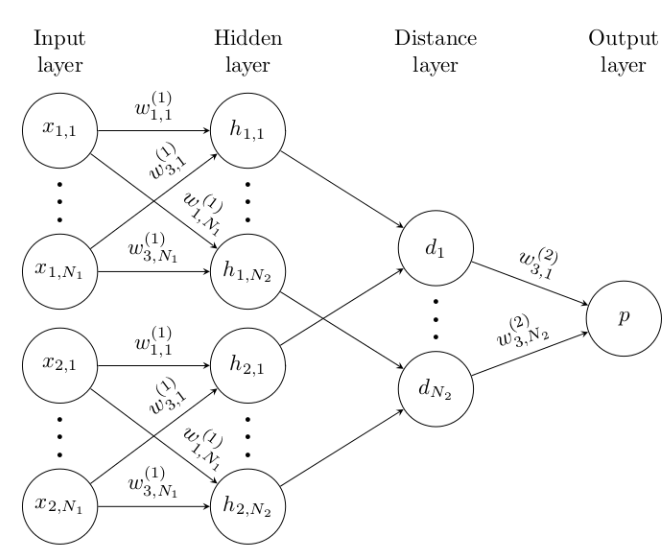 Input layer
Hidden layer
Distance layer
Output layer
x_{1,1}
w_{1,1}^{(1)}
h_{1,1}
w_{3,1}^{(1)}
w_{1,N_1}^{(1)}
x_{1,N_1}
w_{3,N_1}^{(1)}
h_{1,N_2}
d_1
w_{3,1}^{(2)}
p
x_{2,1}
w_{1,1}^{(1)}
h_{2,1}
w_{3,1}^{(1)}
w_{1,N_1}^{(1)}
w_{3,N_2}^{(2)}
d_{N_2}
x_{2,N_1}
w_{3,N_1}^{(1)}
h_{2,N_2}